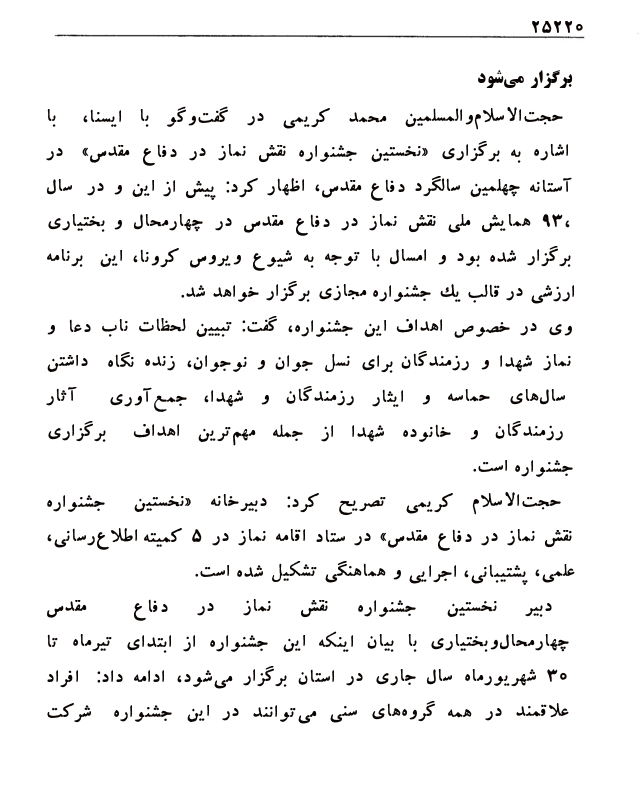 ۲۵۲۲۰
برگزار می‌شود
حجت‌الاسلام‌والمسلمین محمد کریمی در گفت‌وگو با ایسنا، با
اشاره به برگزاری «نخستین جشنواره نقش نماز در دفاع مقدس» در
آستانه چهلمین سالگرد دفاع مقدس، اظهار کرد: پیش از این و در سال
۹۳، همایش ملی نقش نماز در دفاع مقدس در چهارمحال و بختیاری
برگزار شده بود و امسال با توجه به شیوع ویروس کرونا، این برنامه
ارزشی در قالب یك جشنواره مجازی برگزار خواهد شد.
وی در خصوص اهداف این جشنواره، گفت: تبیین لحظات ناب دعا و
نماز شهدا و رزمندگان برای نسل جوان و نوجوان، زنده نگاه داشتن
سال‌های حماسه و ایثار رزمندگان و شهدا، جمع‌آوری آثار
رزمندگان و خانوده شهدا از جمله مهم‌ترین اهداف برگزاری
جشنواره است.
حجت‌الاسلام کریمی تصریح کرد: دبیرخانه «نخستین جشنواره
نقش نماز در دفاع مقدس» در ستاد اقامه نماز در ۵ کمیته اطلاع‌رسانی،
علمی، پشتیبانی، اجرایی و هماهنگی تشکیل شده است.
دبیر نخستین جشنواره نقش نماز در دفاع مقدس
چهارمحال‌وبختیاری با بیان اینکه این جشنواره از ابتدای تیرماه تا
۳۰ شهریورماه سال جاری در استان برگزار می‌شود، ادامه داد: افراد
علاقمند در همه گروه‌های سنی می‌توانند در این جشنواره شرکت